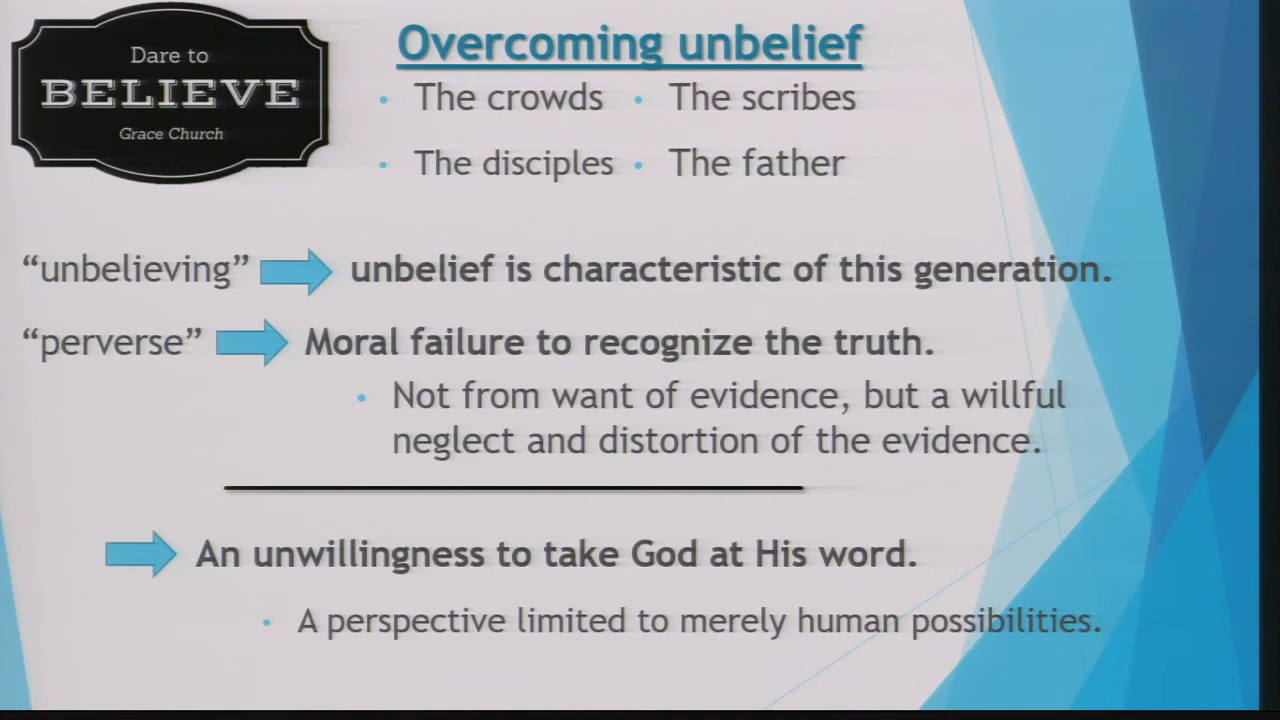 Dare to
BELIEVE
Grace Church
Overcoming unbelief
• The crowds • The scribes
• The disciples • The father
“unbelieving” unbelief is characteristic of this generation.
“perverse” Moral failure to recognize the truth.
• Not from want of evidence, but a willful
neglect and distortion of the evidence.
An unwillingness to take God at His word.
• A perspective limited to merely human possibilities.